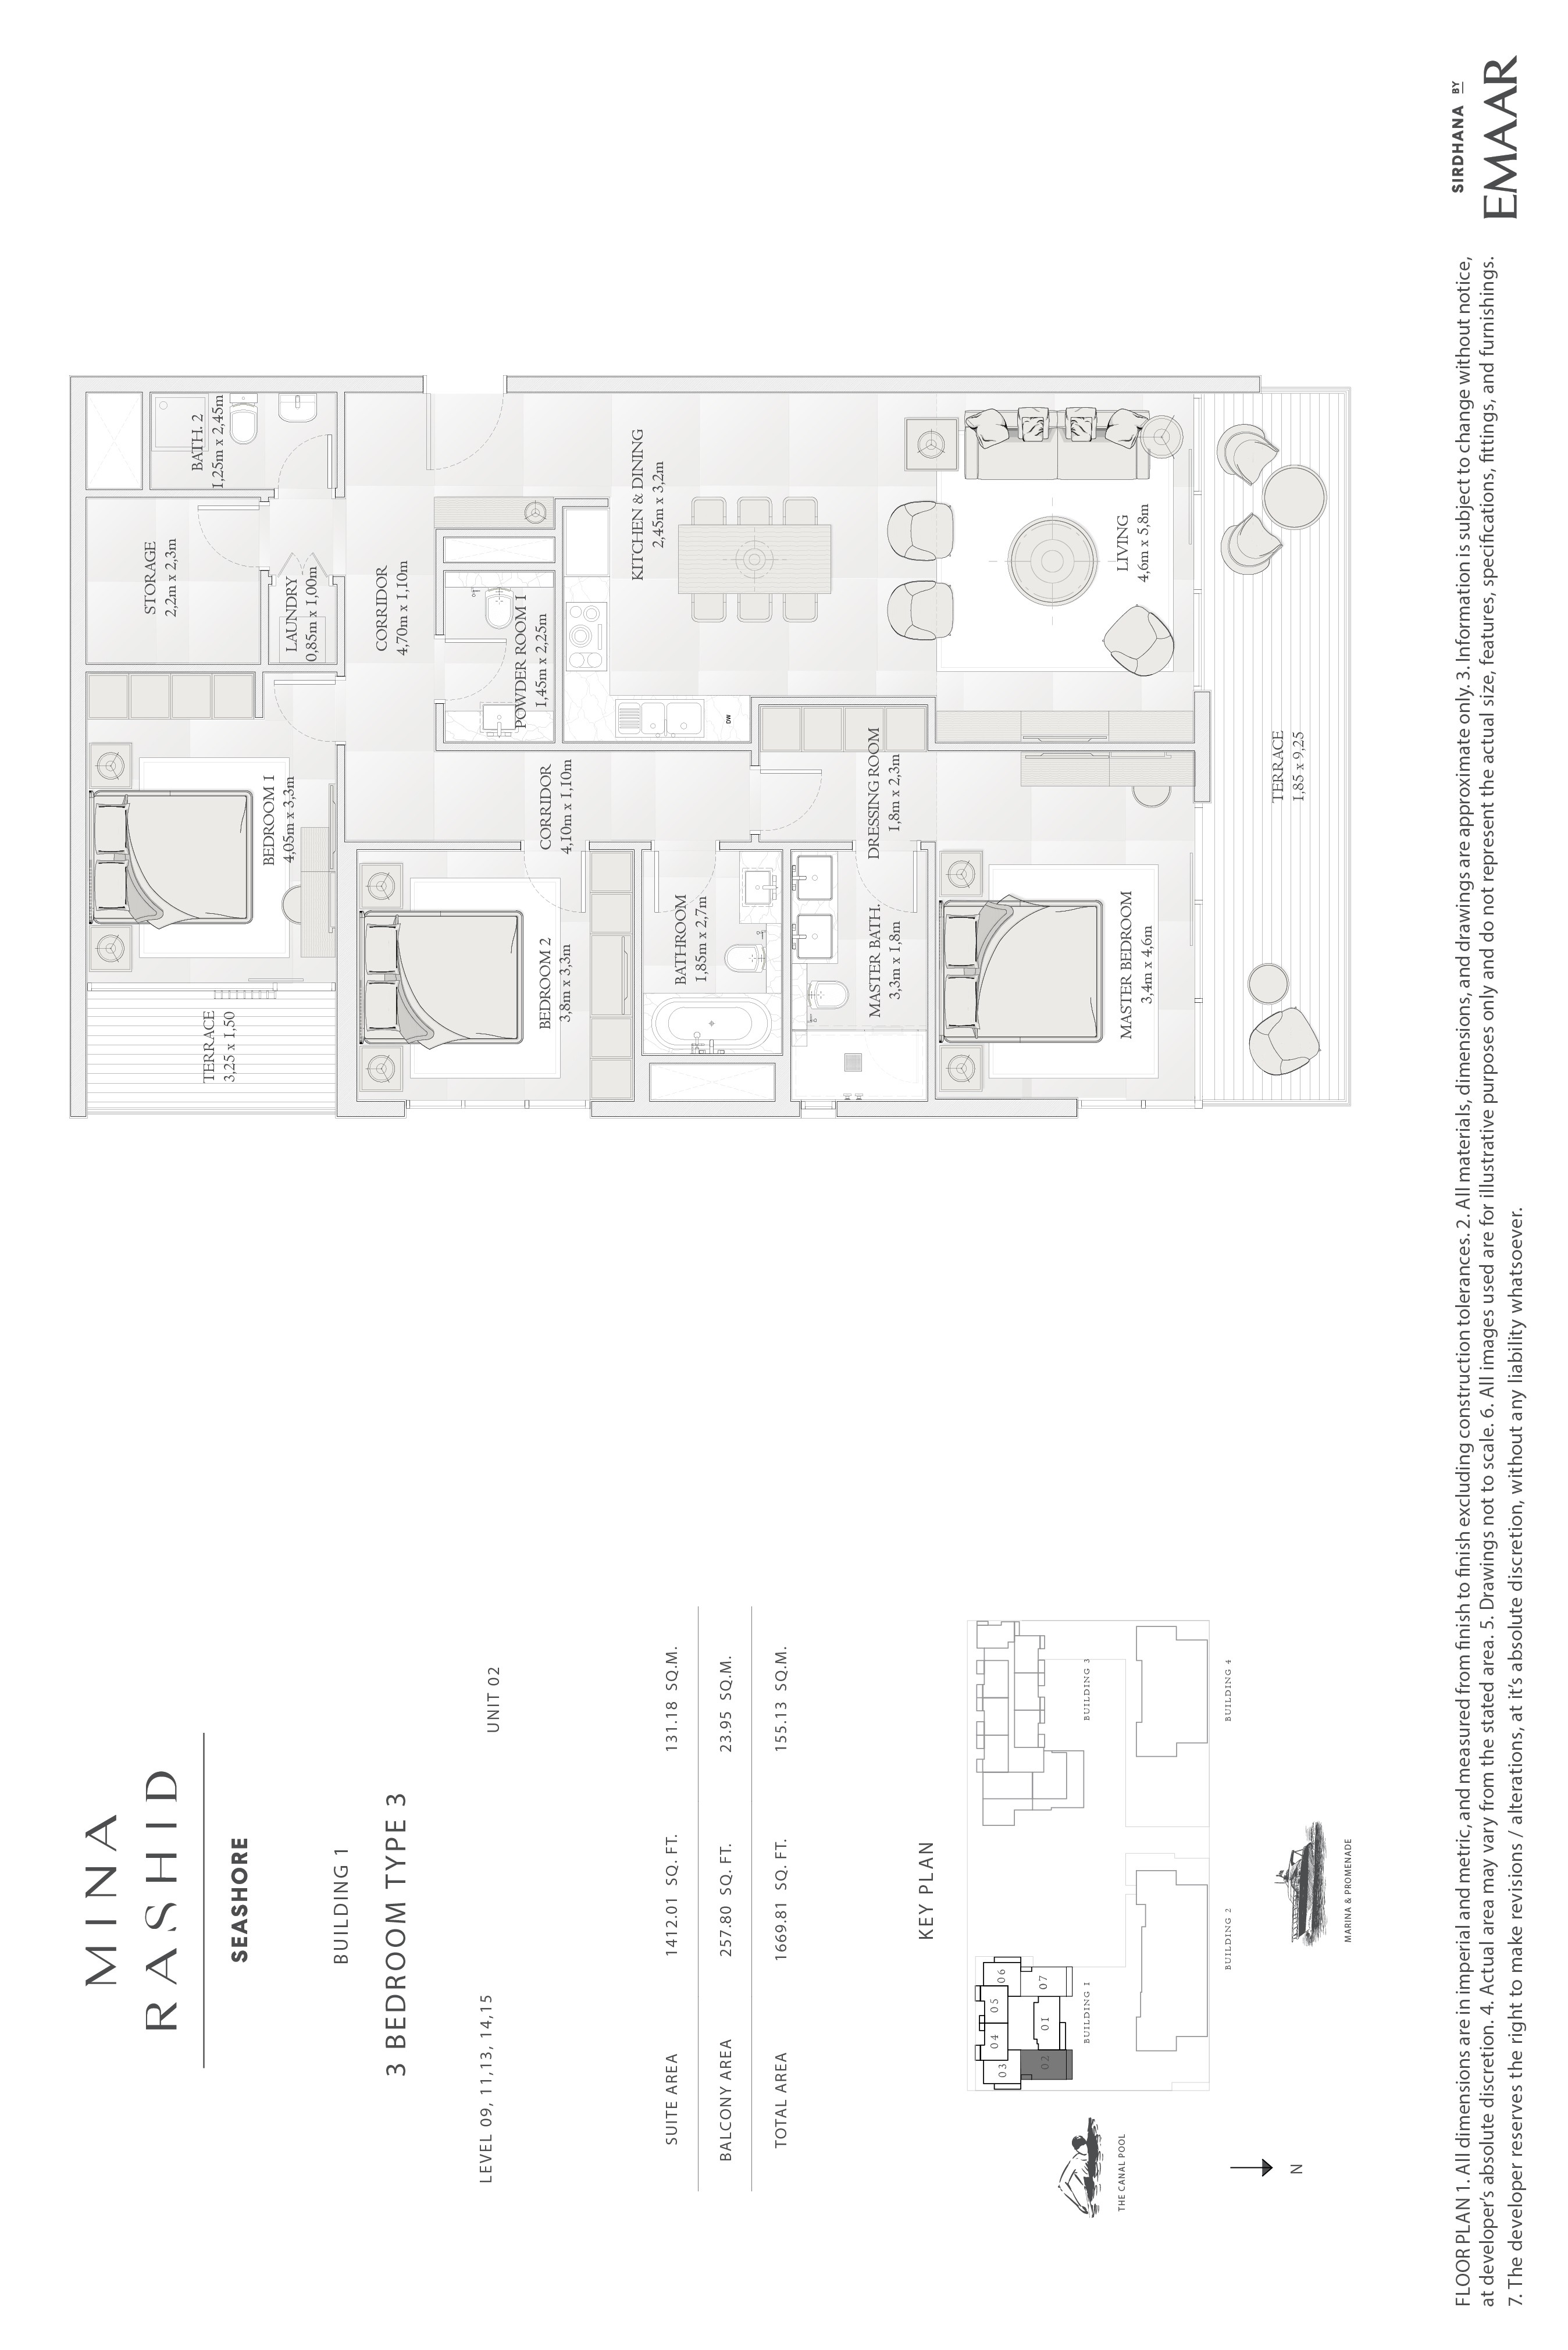 MINA
RASHID
SEASHORE
BUILDING 1
3 BEDROOM TYPE 3
LEVEL 09, 11,13, 14,15
UNIT 02
SUITE AREA 1412.01 SQ. FT. 131.18 SQ.M.
BALCONY AREA 257.80 SQ. FT. 23.95 SQ.M.
TOTAL AREA 1669.81 SQ. FT. 155.13 SQ.M.
KEY PLAN
03
04
05
06
02
01
07
BUILDING 1
BUILDING 3
BUILDING 2
BUILDING 4
THE CANAL POOL
MARINA & PROMENADE
N
TERRACE
3,25 x 1,50
BEDROOM 1
4,05m x 3,3m
STORAGE
2,2m x 2,3m
BATH. 2
1,25m x 2,45m
LAUNDRY
0,85m x 1,00m
CORRIDOR
4,70m x 1,10m
BEDROOM 2
3,8m x 3,3m
CORRIDOR
4,10m x 1,10m
POWDER ROOM 1
1,45m x 2,25m
KITCHEN & DINING
2,45m x 3,2m
DW
BATHROOM
1,85m x 2,7m
MASTER BATH.
3,3m x 1,8m
DRESSING ROOM
1,8m x 2,3m
MASTER BEDROOM
3,4m x 4,6m
LIVING
4,6m x 5,8m
TERRACE
1,85 x 9,25
FLOOR PLAN 1. All dimensions are in imperial and metric, and measured from finish to finish excluding construction tolerances. 2. All materials, dimensions, and drawings are approximate only. 3. Information is subject to change without notice,
at developer's absolute discretion. 4. Actual area may vary from the stated area. 5. Drawings not to scale. 6. All images used are for illustrative purposes only and do not represent the actual size, features, specifications, fittings, and furnishings.
7. The developer reserves the right to make revisions / alterations, at it's absolute discretion, without any liability whatsoever.
SIRDHANA BY
EMAAR